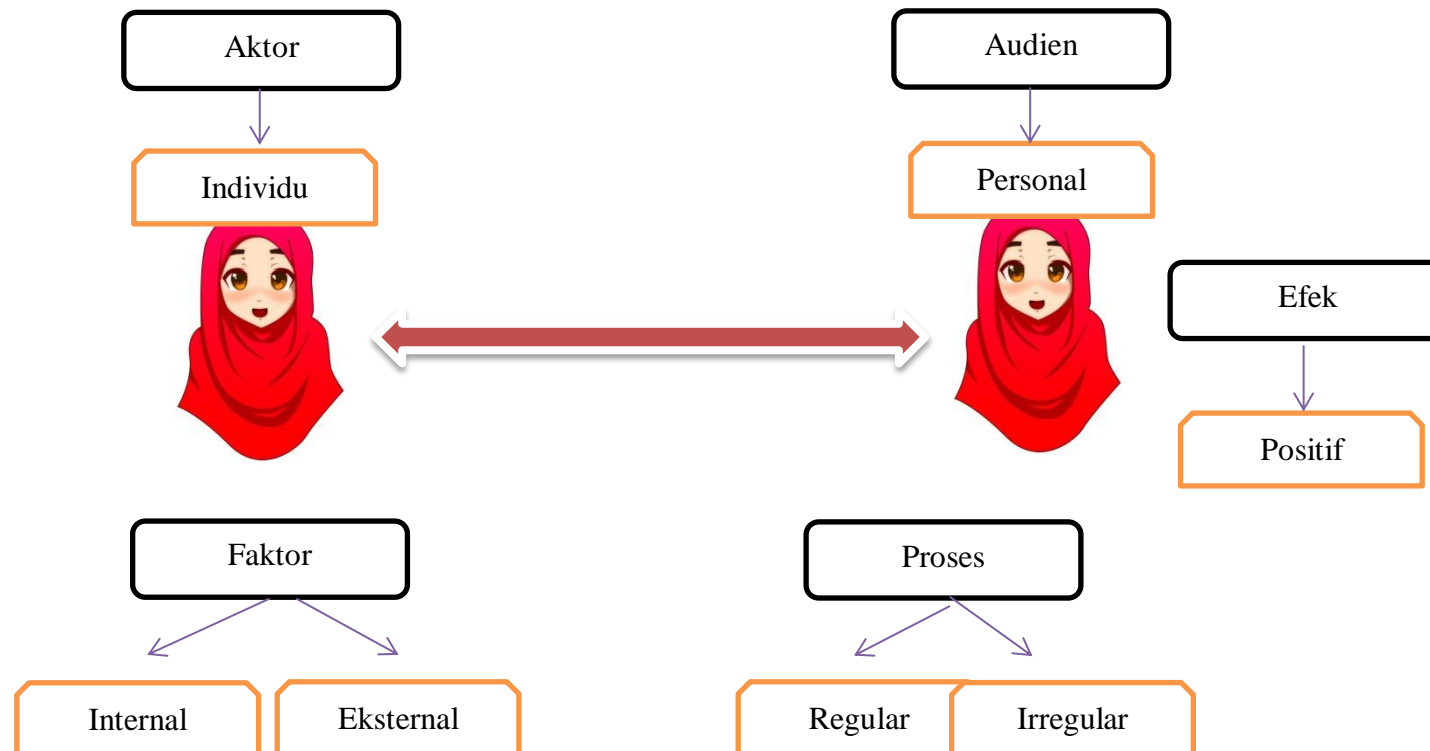 Aktor
Audien
Individu
Personal
Efek
Positif
Faktor
Proses
Internal
Eksternal
Regular
Irregular